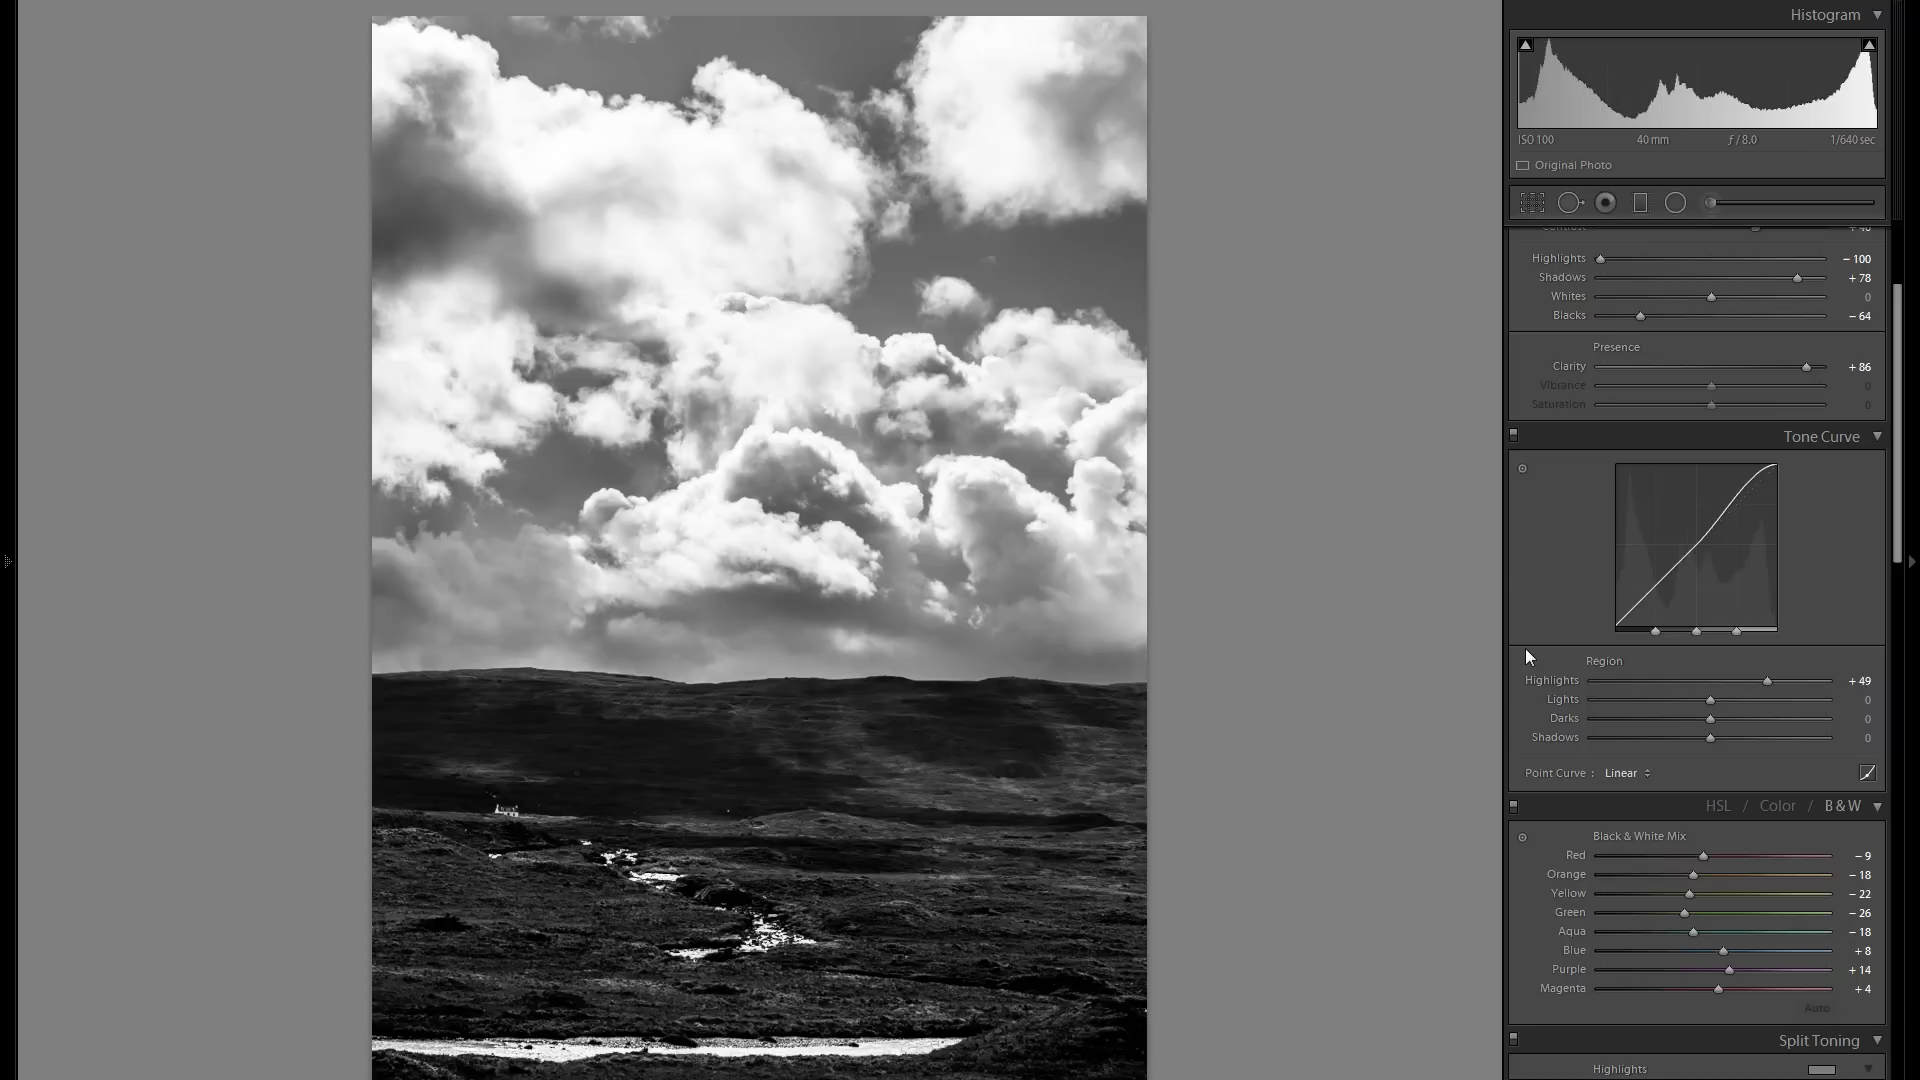 Histogram
ISO 100 40 mm ƒ / 8.0 1/640 sec
Original Photo
Contrast + 40
Highlights − 100
Shadows + 78
Whites 0
Blacks − 64
Presence
Clarity + 86
Vibrance 0
Saturation 0
Tone Curve
Region
Highlights + 49
Lights 0
Darks 0
Shadows 0
Point Curve : Linear
HSL / Color / B & W
Black & White Mix
Red − 9
Orange − 18
Yellow − 22
Green − 26
Aqua − 18
Blue + 8
Purple + 14
Magenta + 4
Auto
Split Toning
Highlights